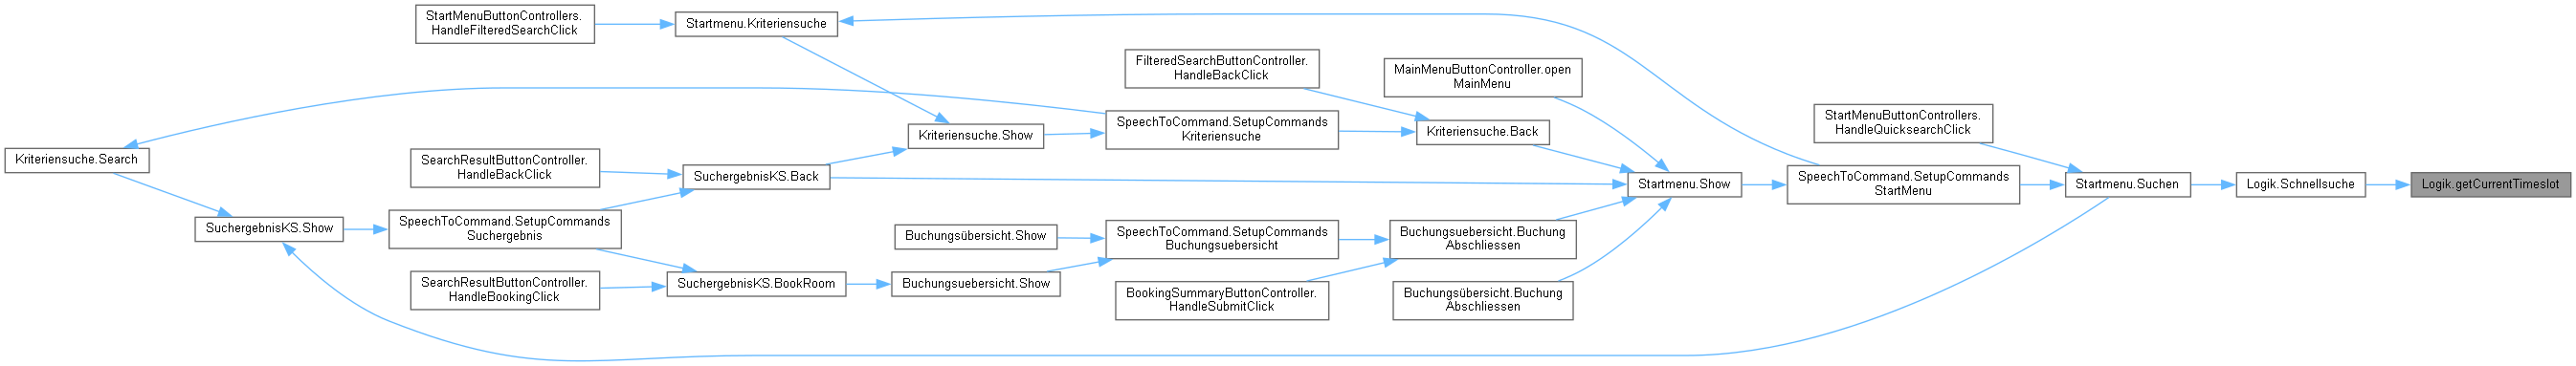 StartMenuButtonControllers.
HandleFilteredSearchClick
Startmenu.Kriteriensuche
FilteredSearchButtonController.
HandleBackClick
MainMenuButtonController.open
MainMenu
StartMenuButtonControllers.
HandleQuicksearchClick
SpeechToCommand.SetupCommands
Kriteriensuche
Kriteriensuche.Back
Kriteriensuche.Show
Kriteriensuche.Search
SearchResultButtonController.
HandleBackClick
SuchergebnisKS.Back
Startmenu.Show
SpeechToCommand.SetupCommands
StartMenu
Startmenu.Suchen
Logik.Schnellsuche
Logik.getCurrentTimeslot
SuchergebnisKS.Show
SpeechToCommand.SetupCommands
Suchergebnis
Buchungsübersicht.Show
SpeechToCommand.SetupCommands
Buchungsuebersicht
Buchungsuebersicht.Buchung
Abschliessen
SearchResultButtonController.
HandleBookingClick
SuchergebnisKS.BookRoom
Buchungsuebersicht.Show
BookingSummaryButtonController.
HandleSubmitClick
Buchungsübersicht.Buchung
Abschliessen